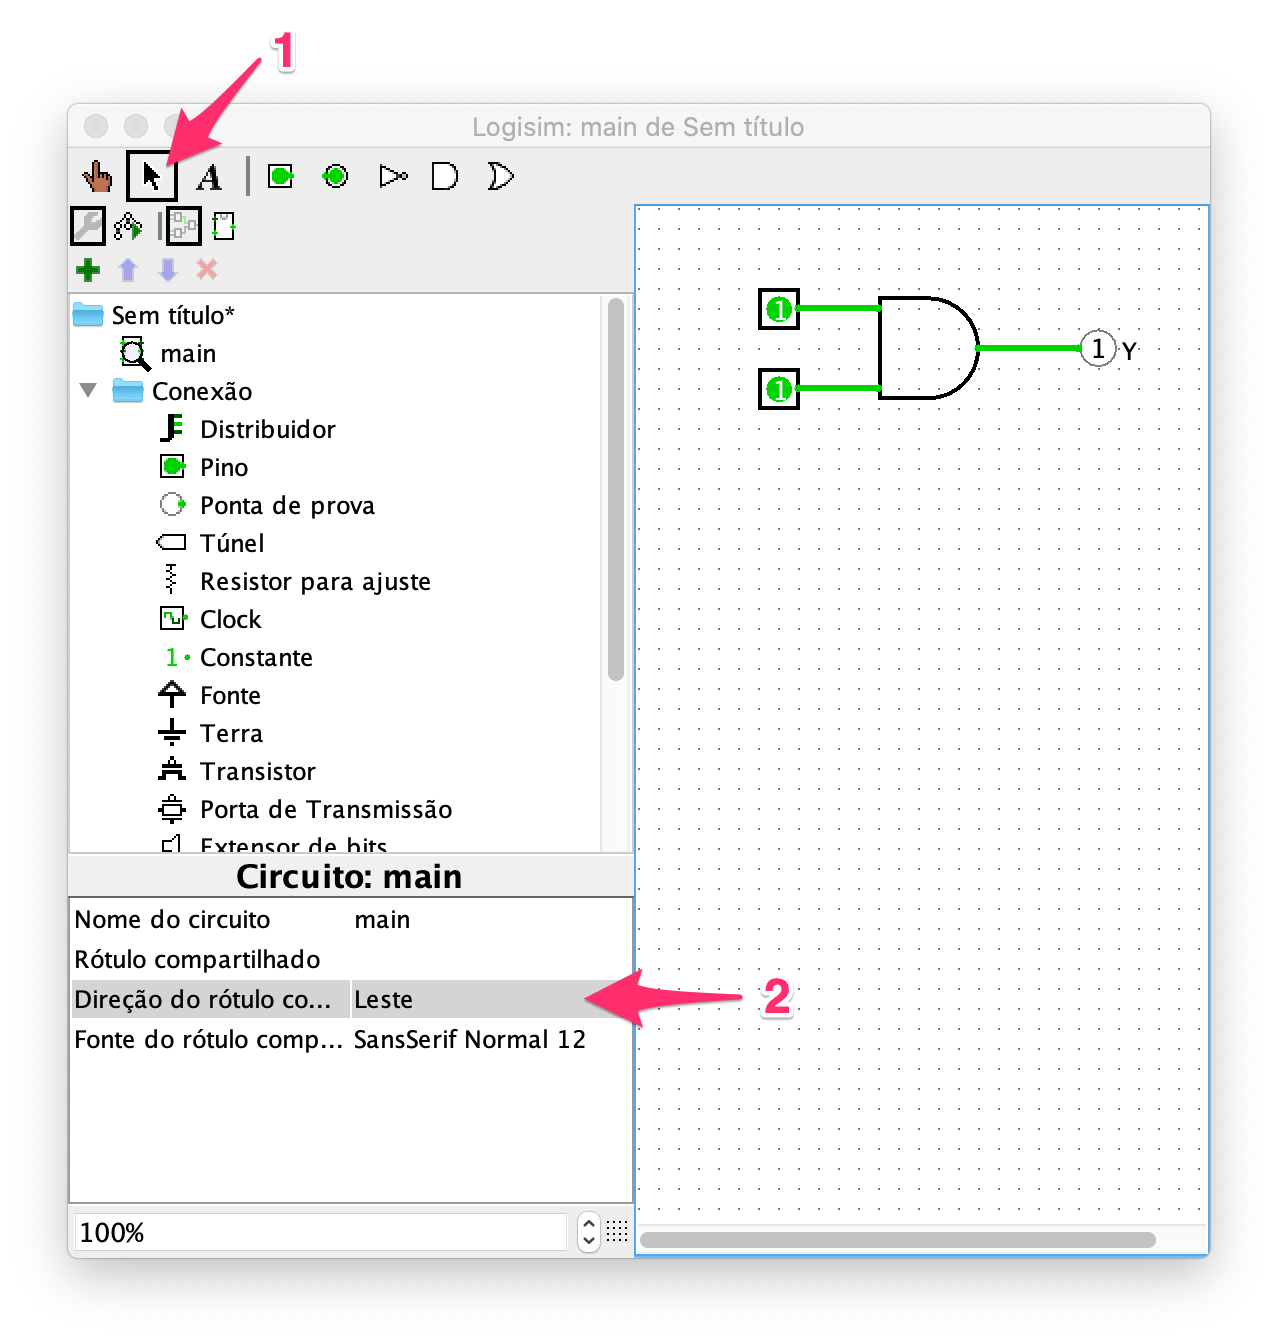 1
Logisim: main de Sem título
A
Sem título*
main
Conexão
Distribuidor
Pino
Ponta de prova
Túnel
Resistor para ajuste
Clock
1 Constante
Fonte
Terra
Transistor
Porta de Transmissão
Extensor de bits
Circuito: main
Nome do circuito main
Rótulo compartilhado
Direção do rótulo co... Leste
Fonte do rótulo comp... SansSerif Normal 12
100%
1
1
1 Y
2